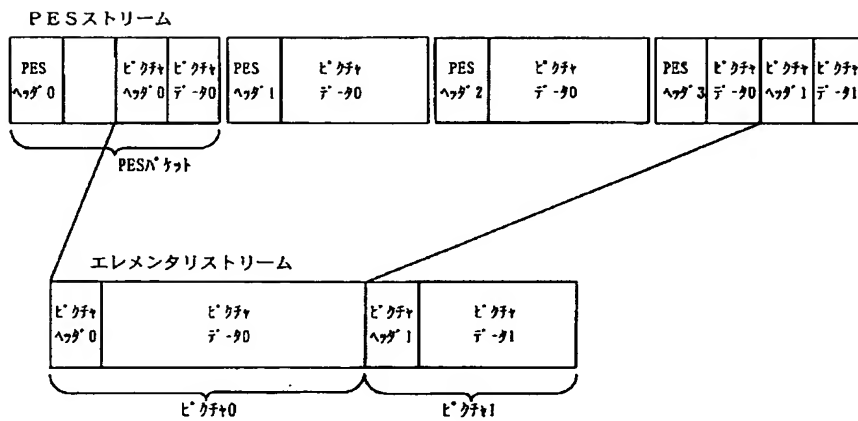 PESストリーム
PES
ヘッダ0
ピクチャ
ヘッダ0
ピクチャ
データ0
PES
ヘッダ1
ピクチャ
データ0
PES
ヘッダ2
ピクチャ
データ0
PES
ヘッダ3
ピクチャ
データ0
ピクチャ
ヘッダ1
ピクチャ
データ1
PESパケット
エレメンタリストリーム
ピクチャ
ヘッダ0
ピクチャ
データ0
ピクチャ
ヘッダ1
ピクチャ
データ1
ピクチャ0
ピクチャ1